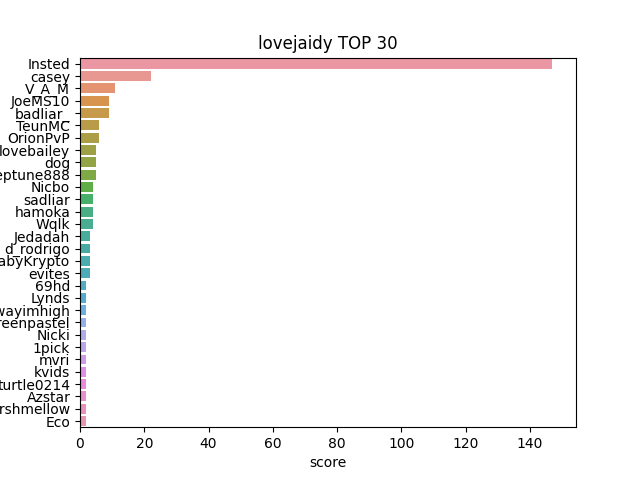 lovejaidy TOP 30
Insted
casey
V_A_M
JoeMS10
badliar_
TeunMC
OrionPvP
lovebailey
dog
eptune888
Nicbo
sadliar
hamoka
Wqlk
Jedadah
d_rodrigo
abyKrypto
evites
69hd
Lynds
wayimhigh
reenpastel
Nicki
1pick
mvri
kvids
turtle0214
Azstar
rshmellow
Eco
0 20 40 60 80 100 120 140
score